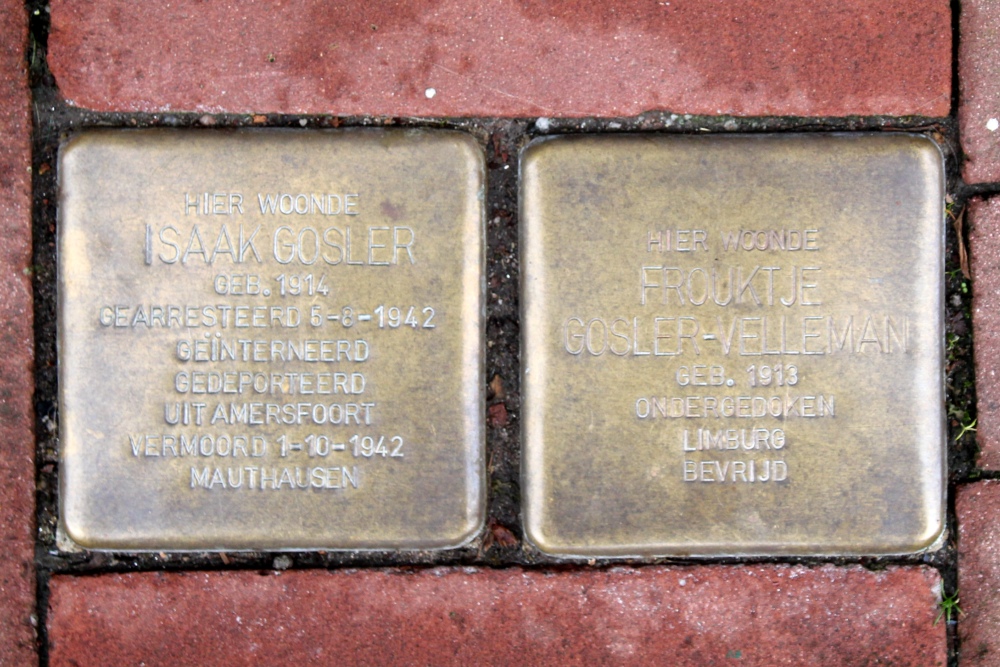 HIER WOONDE
ISAAK GOSLER
GEB. 1914
GEARRESTEERD 5-8-1942
GEÏNTERNEERD
GEDEPORTEERD
UIT AMERSFOORT
VERMOORD 1-10-1942
MAUTHAUSEN
HIER WOONDE
FROUKTJE
GOSLER-VELLEMAN
GEB. 1913
ONDERGEDOKEN
LIMBURG
BEVRIJD